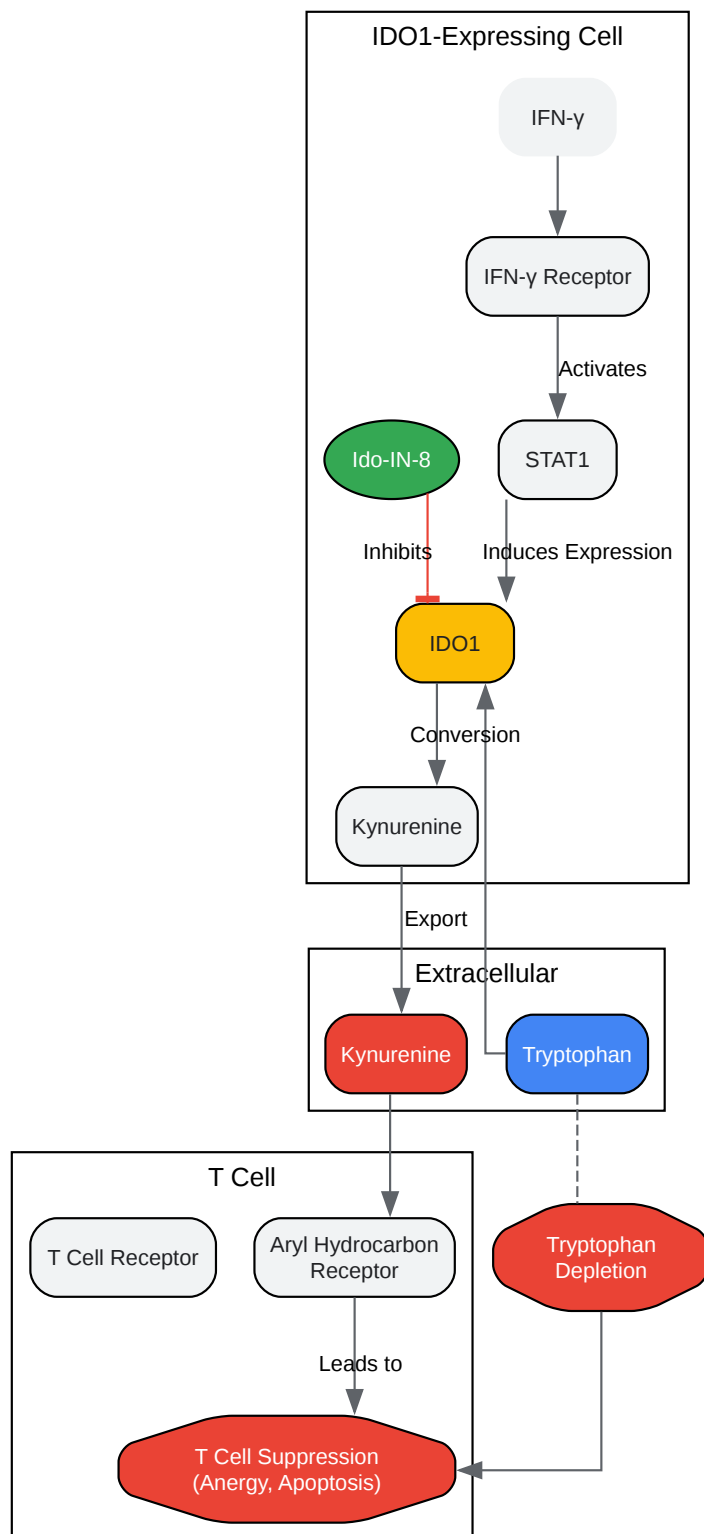 IDO1-Expressing Cell
IFN-γ
IFN-γ Receptor
Activates
Ido-IN-8
STAT1
Inhibits
Induces Expression
IDO1
Conversion
Kynurenine
Export
Extracellular
Kynurenine
Tryptophan
T Cell
T Cell Receptor
Aryl Hydrocarbon
Receptor
Tryptophan
Depletion
Leads to
T Cell Suppression
(Anergy, Apoptosis)